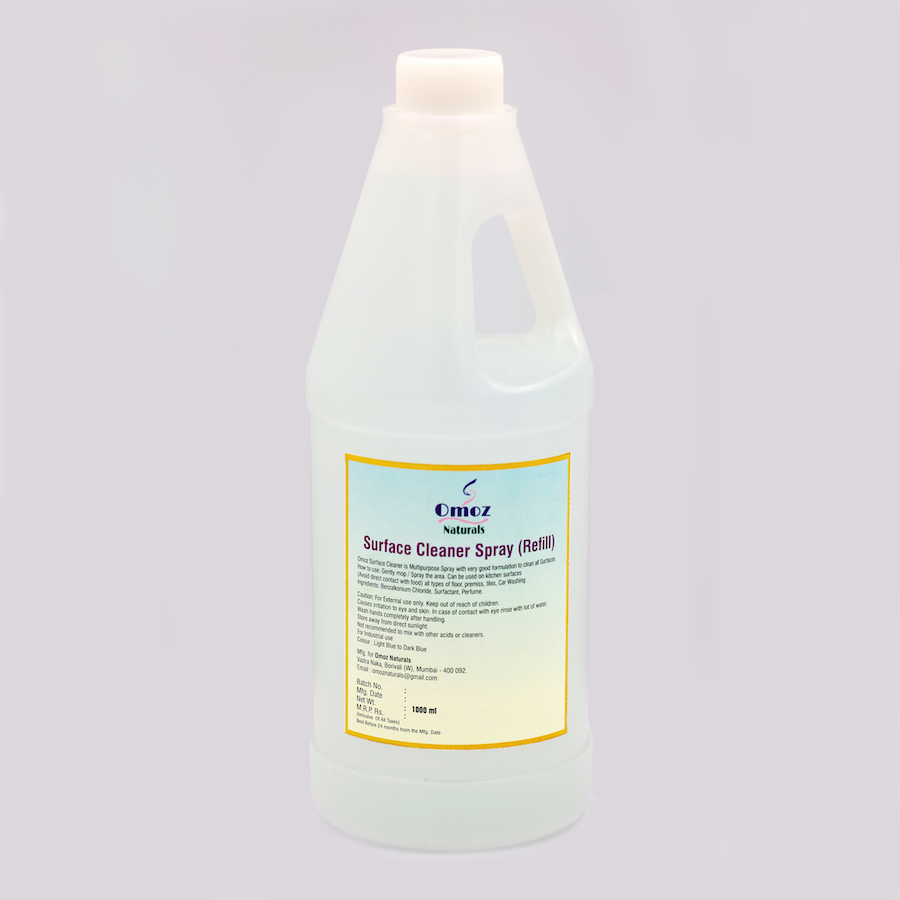 Omoz
Naturals
Surface Cleaner Spray (Refill)
Omoz Surface Cleaner is Multipurpose Spray with very good formulation to clean all Surfaces.
How to use: Gently mop / Spray the area. Can be used on kitchen surfaces
(Avoid direct contact with food) all types of floor, premiss, tiles, Car Washing
Ingredients: Benzalkonium Chloride, Surfactant, Perfume.
Caution: For External use only. Keep out of reach of children.
Causes irritation to eye and skin. In case of contact with eye rinse with lot of water.
Wash hands completely after handling.
Store away from direct sunlight.
Not recommended to mix with other acids or cleaners.
For Industrial use
Colour : Light Blue to Dark Blue
Mfg. for Omoz Naturals
Vazira Naka, Borivali (W), Mumbai - 400 092.
Email : omoznaturals@gmail.com
Batch No. :
Mfg. Date :
Net Wt. : 1000 ml
M.R.P. Rs. :
(Inclusive Of All Taxes)
Best Before 24 months from the Mfg. Date